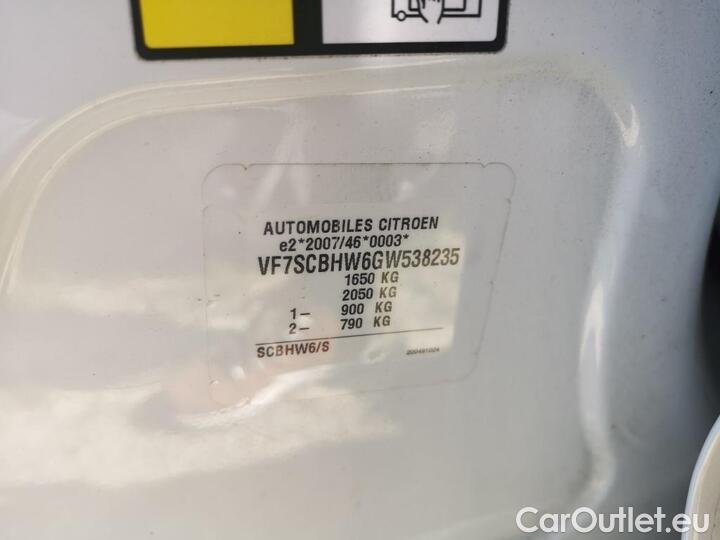 AUTOMOBILES CITROEN
e2*2007/46*0003*
VF7SCBHW6GW538235
1650 KG
2050 KG
1– 900 KG
2– 790 KG
SCBHW6/S 200491024
CarOutlet.eu